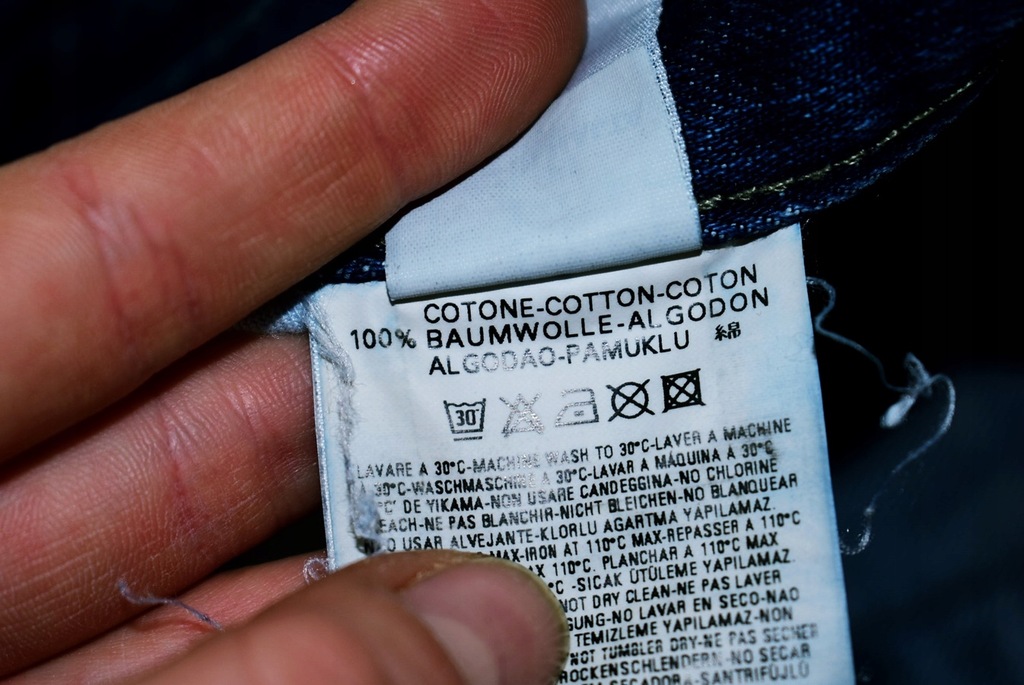 COTONE-COTTON-COTON
100% BAUMWOLLE-ALGODON
ALGODAO-PAMUKLU 綿
30°
LAVARE A 30°C-MACHINE WASH TO 30°C-LAVER A MACHINE
A 30°C-WASCHMASCHINE A 30°C-LAVAR A MÁQUINA A 30°C
DE YIKAMA-NON USARE CANDEGGINA-NO CHLORINE
EACH-NE PAS BLANCHIR-NICHT BLEICHEN-NO BLANQUEAR
USAR ALVEJANTE-KLORLU AGARTMA YAPILAMAZ.
MAX-IRON AT 110°C MAX-REPASSER A 110°C
MAX 110°C. PLANCHAR A 110°C MAX
°C -SICAK ÜTÜLEME YAPILAMAZ.
NOT DRY CLEAN-NE PAS LAVER
GUNG-NO LAVAR EN SECO-NAO
TEMIZLEME YAPILAMAZ-NON
NOT TUMBLER DRY-NE PAS SECHER
ROCKENSCHLENDERN-NO SECAR
SECADORA-SANTRIFÜJLÜ